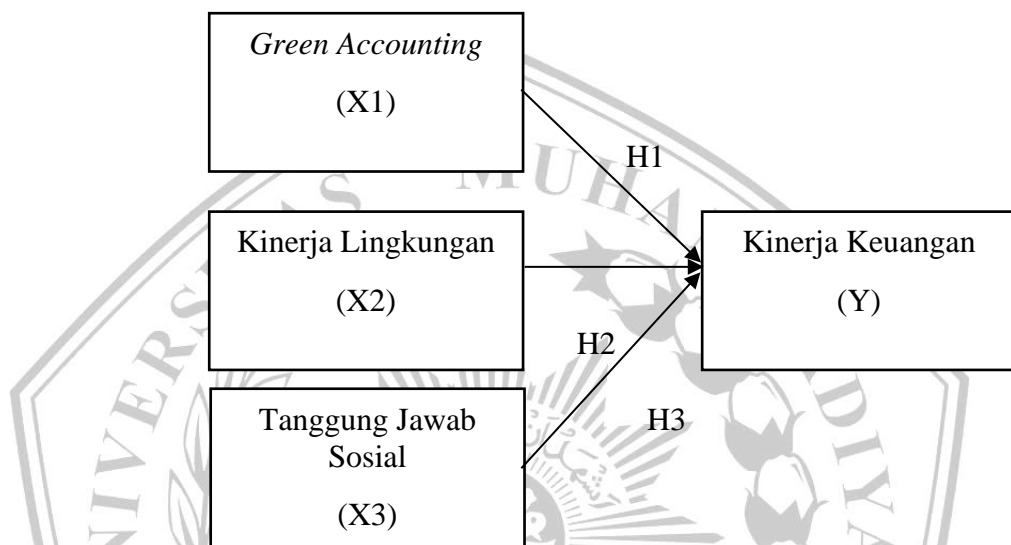 Green Accounting
(X1)
H1
Kinerja Lingkungan
(X2)
Kinerja Keuangan
(Y)
H2
Tanggung Jawab
Sosial
(X3)
H3